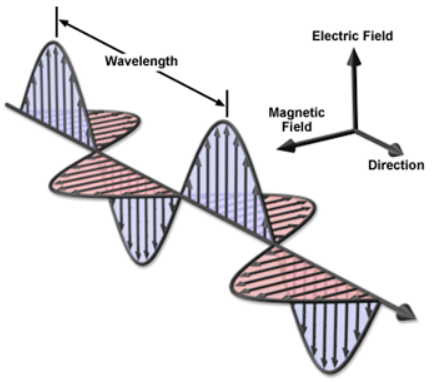 Electric Field
Wavelength
Magnetic
Field
Direction